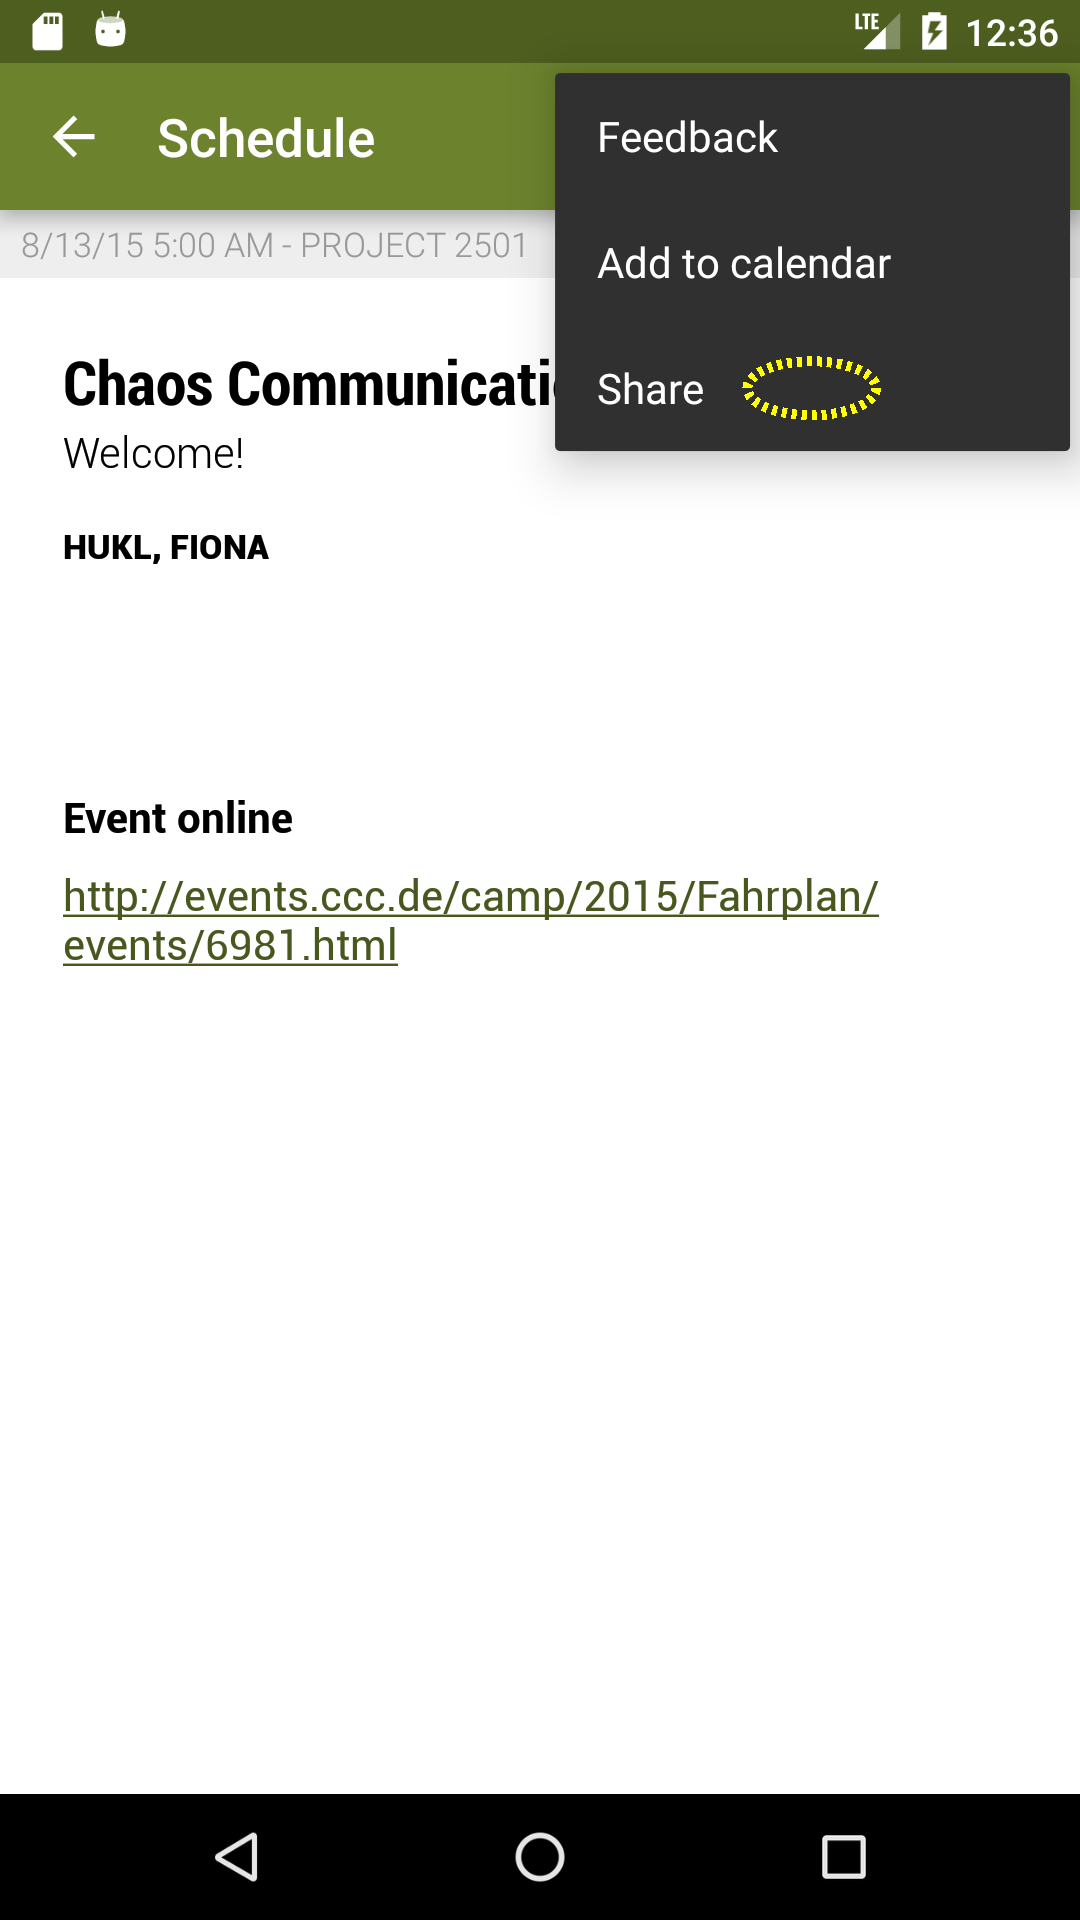 LTE 12:36
Schedule
Feedback
Add to calendar
Share
8/13/15 5:00 AM - PROJECT 2501
Chaos Communicati
Welcome!
HUKL, FIONA
Event online
http://events.ccc.de/camp/2015/Fahrplan/
events/6981.html